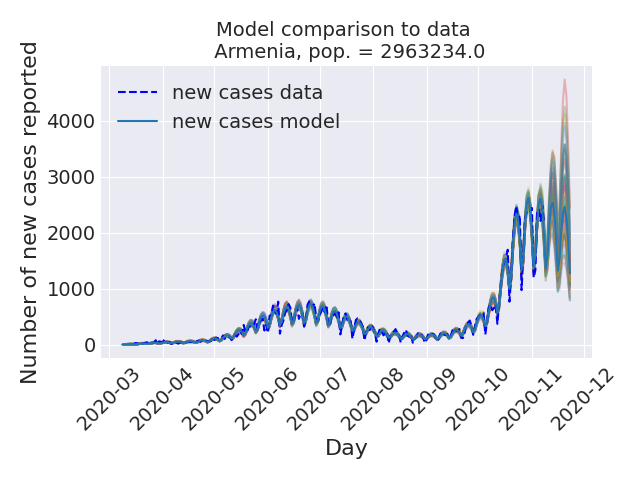 Model comparison to data
Armenia, pop. = 2963234.0
new cases data
new cases model
Number of new cases reported
4000
3000
2000
1000
0
2020-03
2020-04
2020-05
2020-06
2020-07
2020-08
2020-09
2020-10
2020-11
2020-12
Day